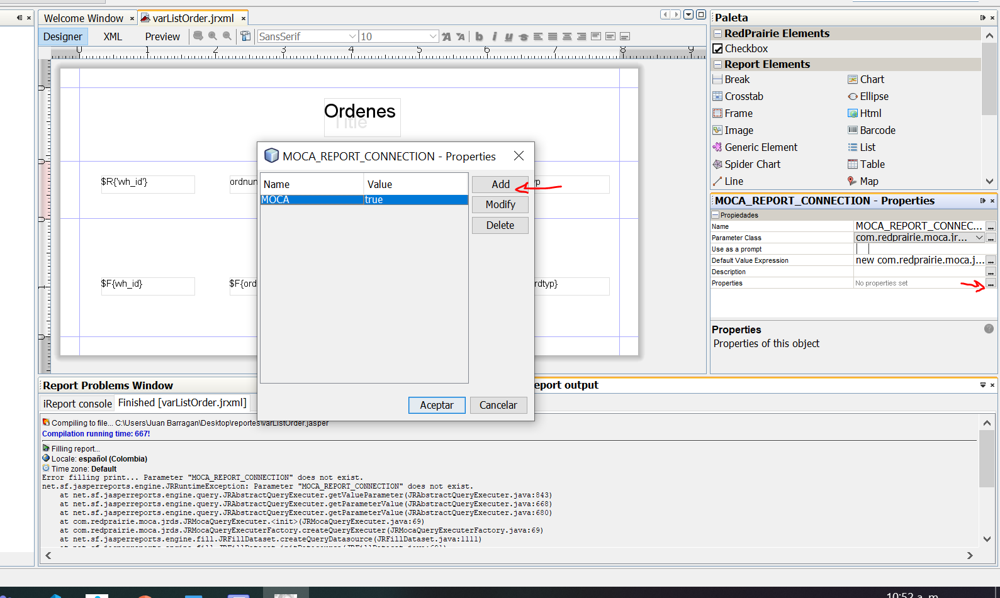 Welcome Window × varListOrder.jrxml ×
Designer XML Preview SansSerif 10
0 1 2 3 4 5 6 7 8 9
Ordenes
Title
$R{'wh_id'}
$F{wh_id}
$F{ord
rdtyp}
MOCA_REPORT_CONNECTION - Properties
Name Value
MOCA true
Add
Modify
Delete
Aceptar Cancelar
Paleta
RedPrairie Elements
Checkbox
Report Elements
Break Chart
Crosstab Ellipse
Frame Html
Image Barcode
Generic Element List
Spider Chart Table
Line Map
MOCA_REPORT_CONNECTION - Properties
Propiedades
Name MOCA_REPORT_CONNEC... ...
Parameter Class com.redprairie.moca.jr... ...
Use as a prompt
Default Value Expression new com.redprairie.moca.j... ...
Description ...
Properties No properties set ...
Properties
Properties of this object
Report Problems Window
eport output
iReport console Finished [varListOrder.jrxml]
Compiling to file... C:\Users\Juan Barragan\Desktop\reportes\varListOrder.jasper
Compilation running time: 667!
Filling report...
Locale: español (Colombia)
Time zone: Default
Error filling print... Parameter "MOCA_REPORT_CONNECTION" does not exist.
net.sf.jasperreports.engine.JRRuntimeException: Parameter "MOCA_REPORT_CONNECTION" does not exist.
at net.sf.jasperreports.engine.query.JRAbstractQueryExecuter.getValueParameter(JRAbstractQueryExecuter.java:843)
at net.sf.jasperreports.engine.query.JRAbstractQueryExecuter.getParameterValue(JRAbstractQueryExecuter.java:668)
at net.sf.jasperreports.engine.query.JRAbstractQueryExecuter.getParameterValue(JRAbstractQueryExecuter.java:680)
at com.redprairie.moca.jrds.JRMocaQueryExecuter.<init>(JRMocaQueryExecuter.java:69)
at com.redprairie.moca.jrds.JRMocaQueryExecuterFactory.createQueryExecuter(JRMocaQueryExecuterFactory.java:69)
at net.sf.jasperreports.engine.fill.JRFillDataset.createQueryDatasource(JRFillDataset.java:1111)
10:52 a. m.